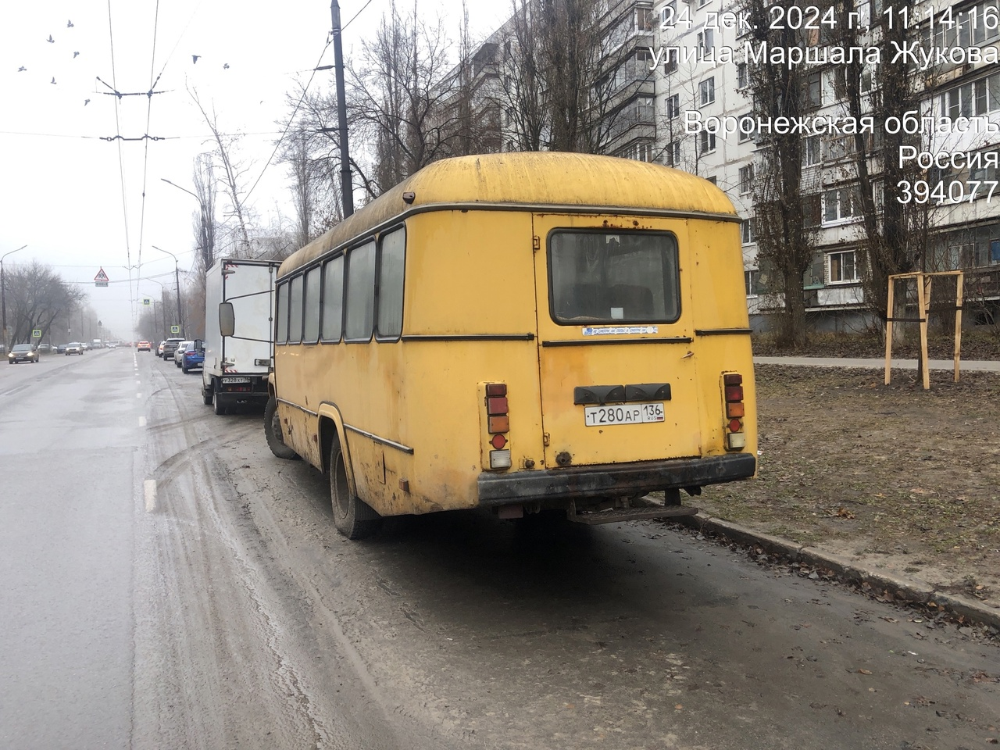 24 дек. 2024 г., 11:14:16
улица Маршала Жукова
Воронежская область
Россия
394077
Т280АР 136
RUS